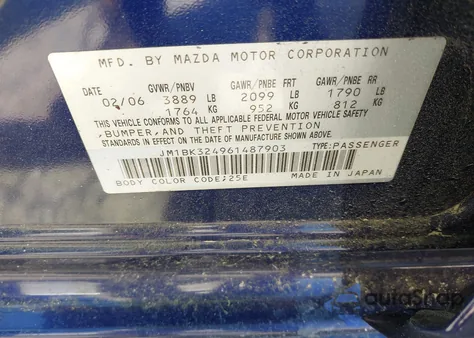 MFD. BY MAZDA MOTOR CORPORATION
GVWR/PNBV GAWR/PNBE FRT GAWR/PNBE RR
02/06 3889 LB 2099 LB 1790 LB
1764 KG 952 KG 812 KG
THIS VEHICLE CONFORMS TO ALL APPLICABLE FEDERAL MOTOR VEHICLE SAFETY
BUMPER, AND THEFT PREVENTION
STANDARDS IN EFFECT ON THE DATE OF MANUFACTURE SHOWN ABOVE.
JM1BK324961487903 TYPE:PASSENGER
BODY COLOR CODE;25E MADE IN JAPAN
autoShop